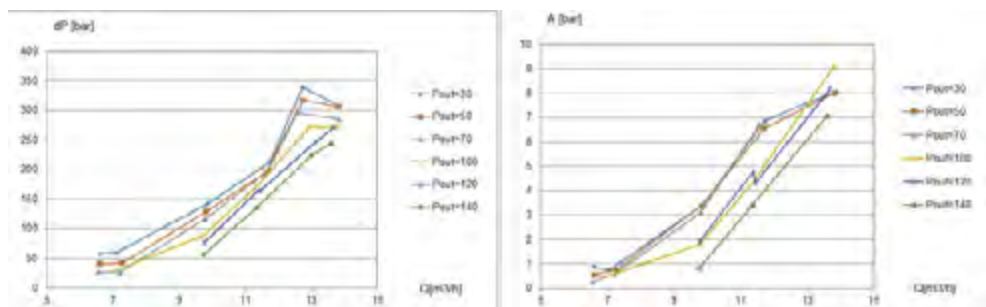 dP [bar]
400
350
300
250
200
150
100
50
0
5 7 9 11 13 15
Q[m3/h]
Pout=30
Pout=50
Pout=70
Pout=100
Pout=120
Pout=140
A [bar]
10
9
8
7
6
5
4
3
2
1
0
5 7 9 11 13 15
Q[m3/h]
Pout=30
Pout=50
Pout=70
Pout=100
Pout=120
Pout=140